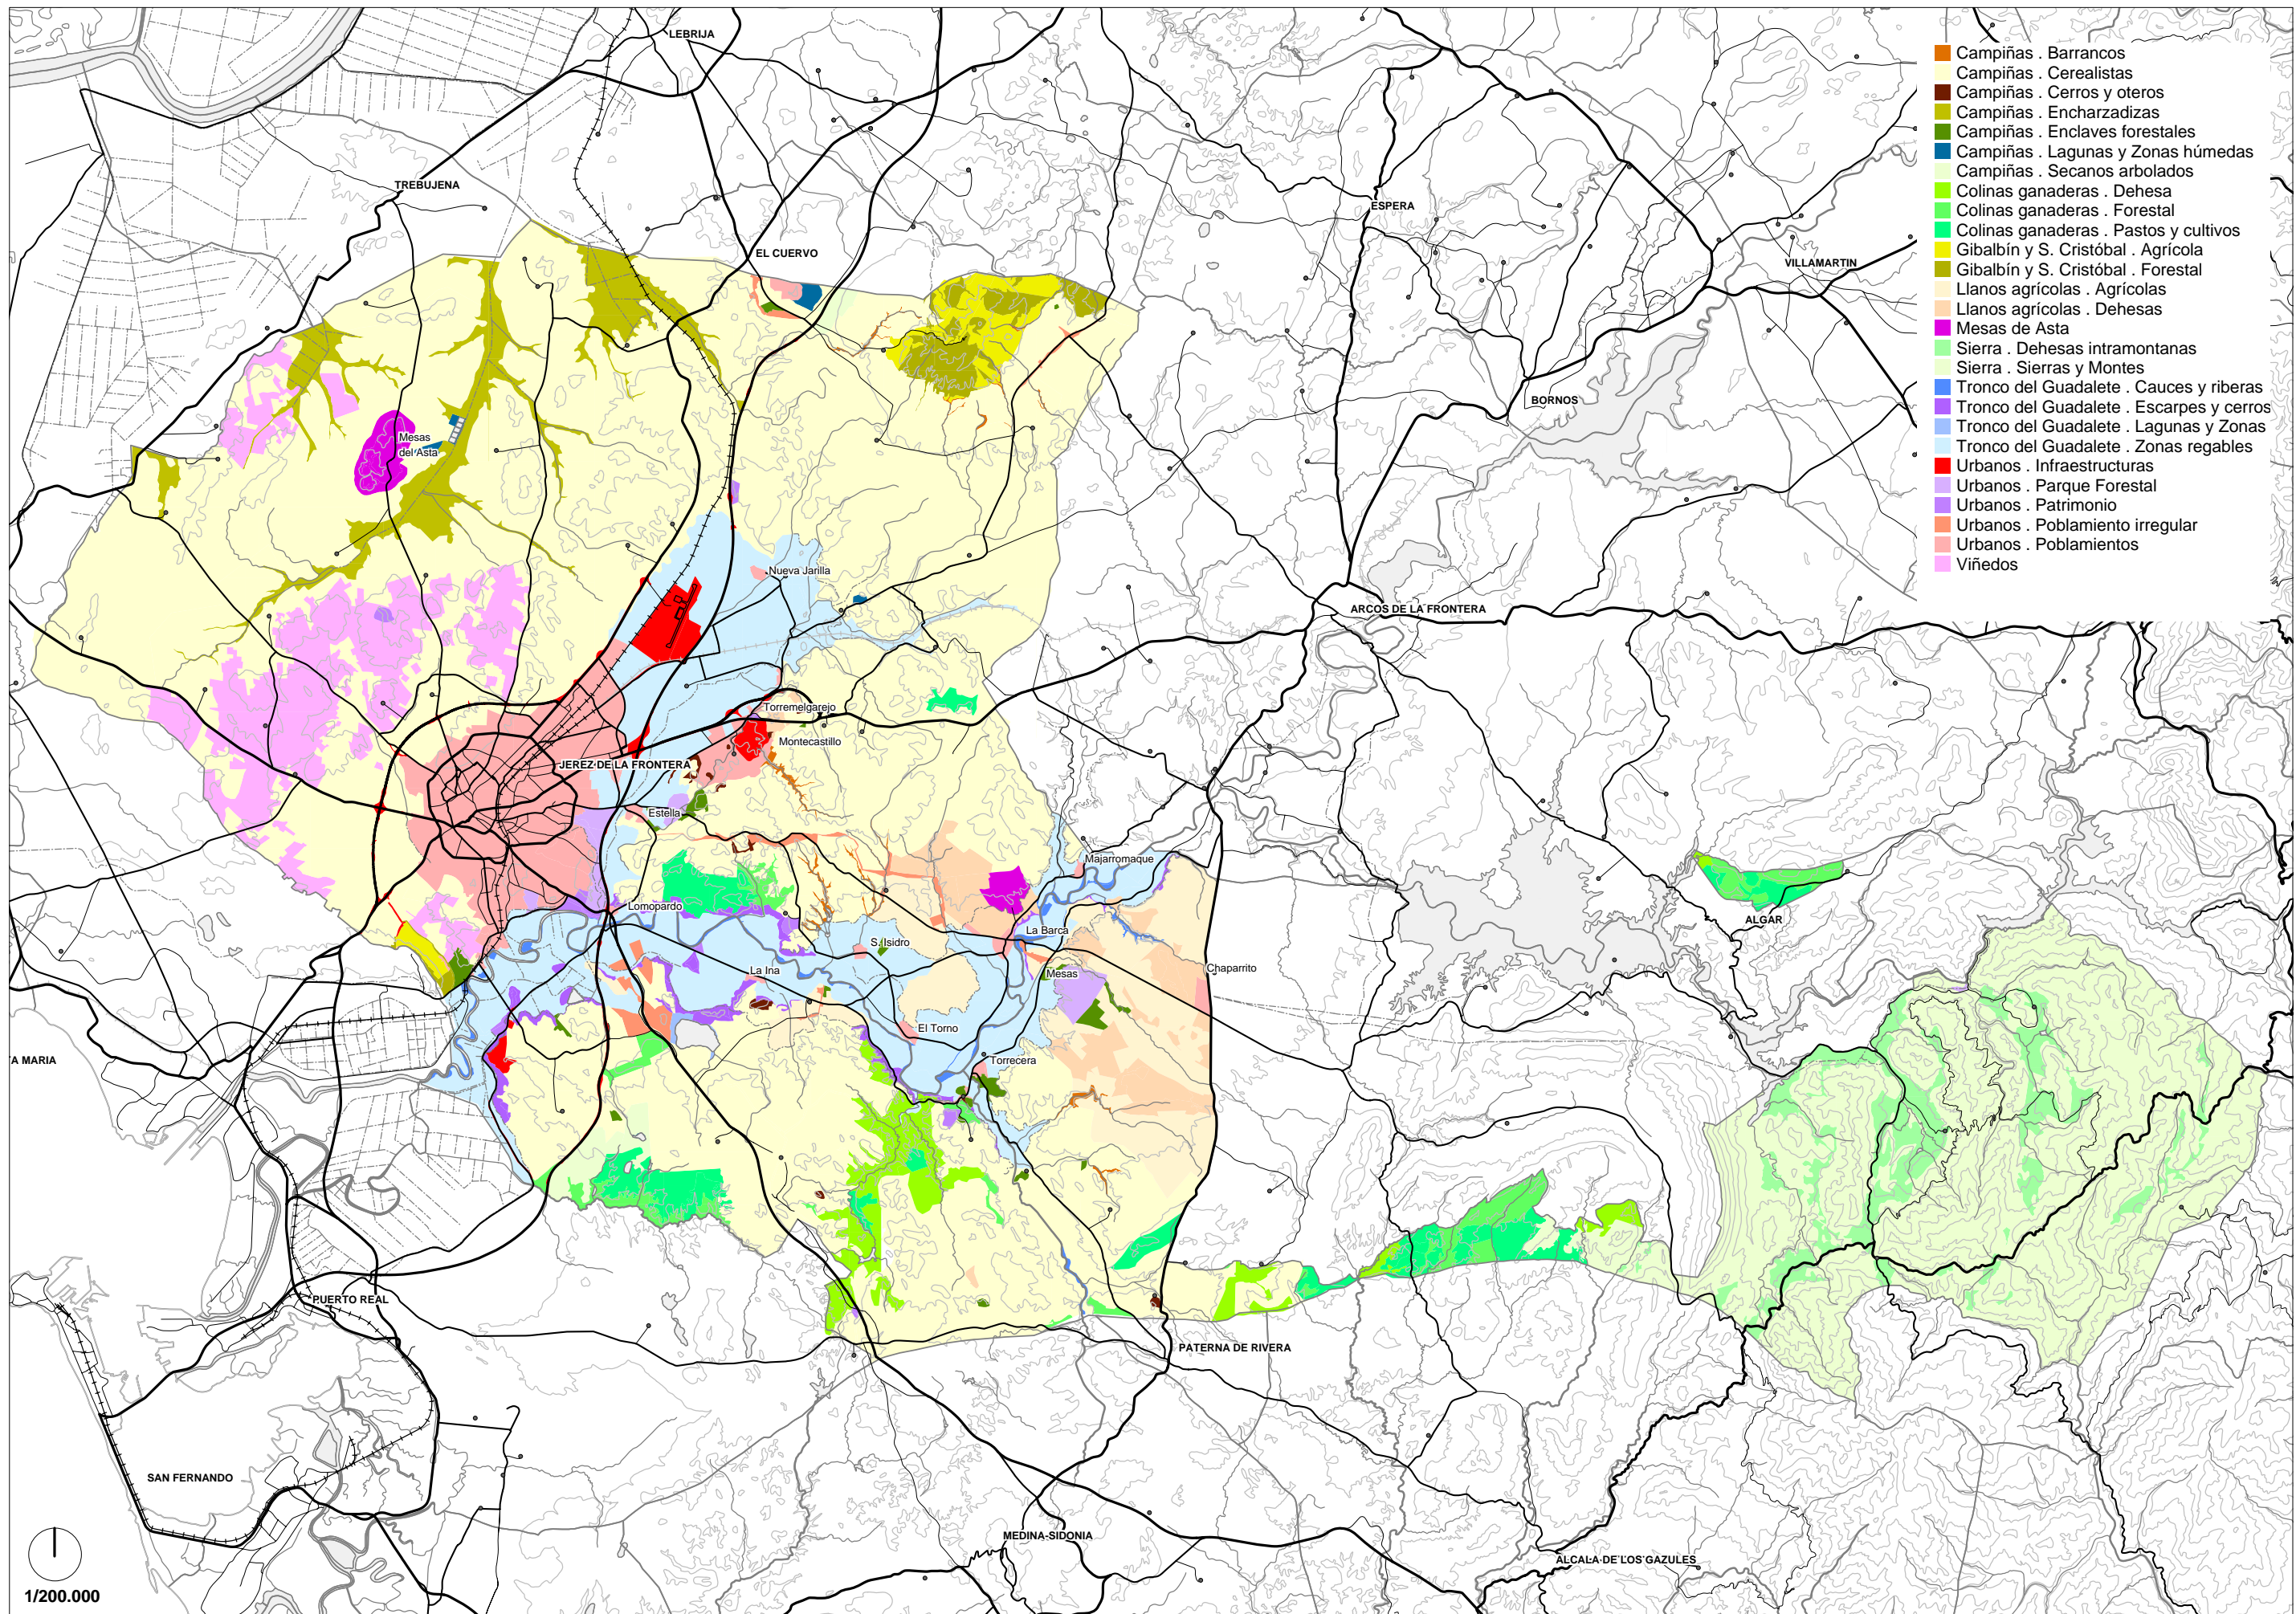 LEBRIJA
TREBUJENA
EL CUERVO
ESPERA
VILLAMARTIN
BORNOS
ARCOS DE LA FRONTERA
Mesas
del Asta
Nueva Jarilla
Torremelgarejo
Montecastillo
JEREZ DE LA FRONTERA
Estella
Majarromaque
Lomopardo
La Barca
S. Isidro
La Ina
Mesas
Chaparrito
ALGAR
El Torno
Torrecera
A MARIA
PUERTO REAL
PATERNA DE RIVERA
SAN FERNANDO
MEDINA-SIDONIA
ALCALA DE LOS GAZULES
1/200.000
Campiñas . Barrancos
Campiñas . Cerealistas
Campiñas . Cerros y oteros
Campiñas . Encharzadizas
Campiñas . Enclaves forestales
Campiñas . Lagunas y Zonas húmedas
Campiñas . Secanos arbolados
Colinas ganaderas . Dehesa
Colinas ganaderas . Forestal
Colinas ganaderas . Pastos y cultivos
Gibalbín y S. Cristóbal . Agrícola
Gibalbín y S. Cristóbal . Forestal
Llanos agrícolas . Agrícolas
Llanos agrícolas . Dehesas
Mesas de Asta
Sierra . Dehesas intramontanas
Sierra . Sierras y Montes
Tronco del Guadalete . Cauces y riberas
Tronco del Guadalete . Escarpes y cerros
Tronco del Guadalete . Lagunas y Zonas
Tronco del Guadalete . Zonas regables
Urbanos . Infraestructuras
Urbanos . Parque Forestal
Urbanos . Patrimonio
Urbanos . Poblamiento irregular
Urbanos . Poblamientos
Viñedos